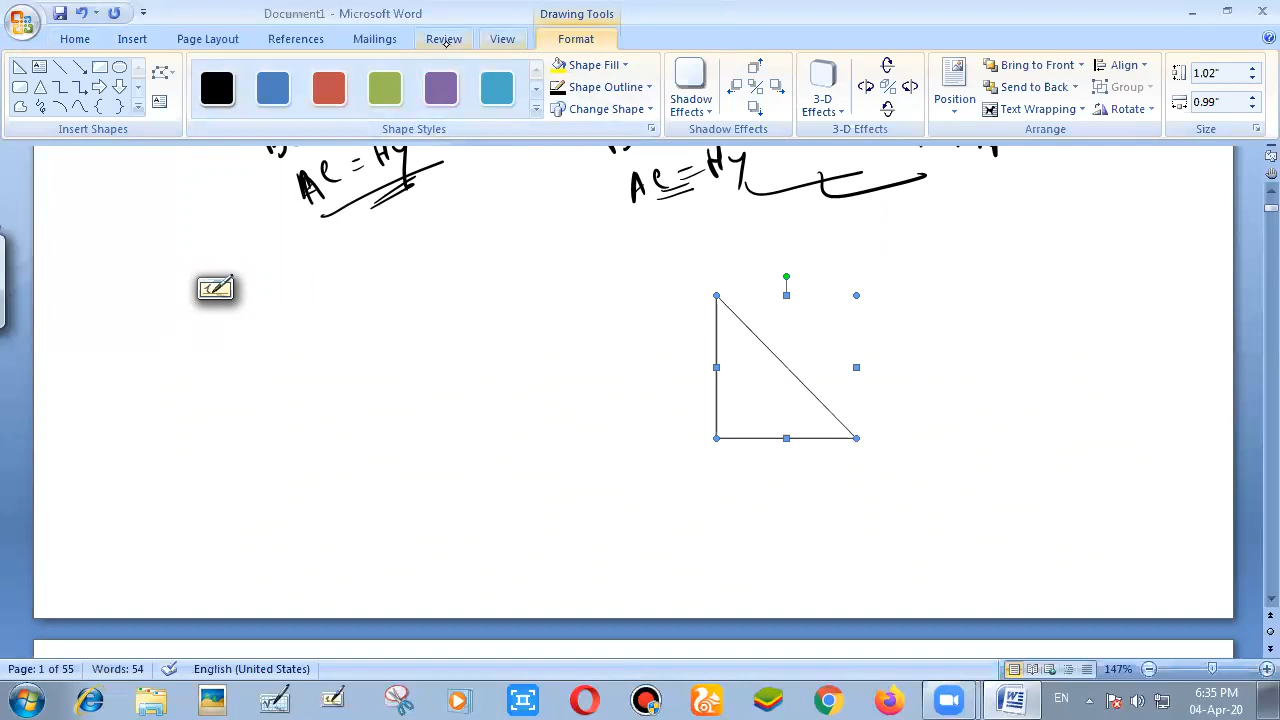 Document1 - Microsoft Word
Drawing Tools
Home
Insert
Page Layout
References
Mailings
Review
View
Format
Shape Fill
Shape Outline
Change Shape
Shadow Effects
3-D Effects
Position
Bring to Front
Send to Back
Text Wrapping
Align
Group
Rotate
1.02"
0.99"
Insert Shapes
Shape Styles
Shadow Effects
3-D Effects
Arrange
Size
AC = Hy
AC = Hy
Page: 1 of 55
Words: 54
English (United States)
147%
EN
6:35 PM
04-Apr-20